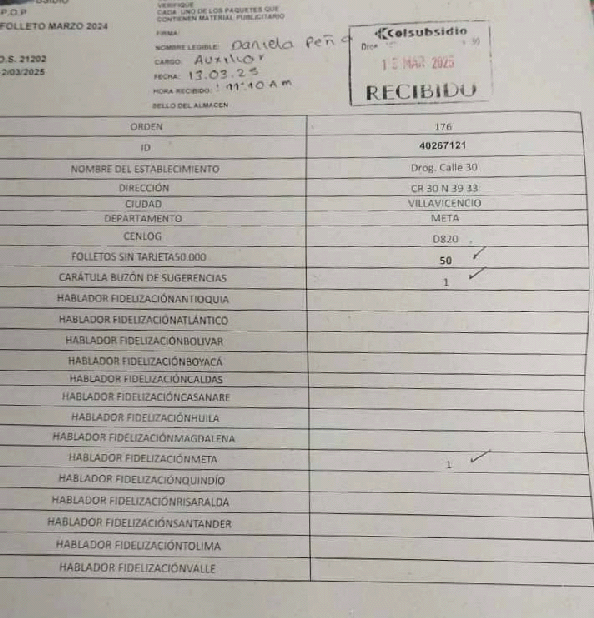 P.O.P
FOLLETO MARZO 2024
O.S. 21202
2/03/2025
VERIFIQUE
CADA UNO DE LOS PAQUETES QUE
CONTIENEN MATERIAL PUBLICITARIO
FIRMA:
NOMBRE LEGIBLE: Daniela Peña
CARGO: Auxiliar
FECHA: 13.03.25
HORA RECIBIDO: 11:10 Am
SELLO DEL ALMACEN
Colsubsidio
MAR 2025
RECIBIDO
ORDEN 176
ID 40267121
NOMBRE DEL ESTABLECIMIENTO Drog. Calle 30
DIRECCIÓN CR 30 N 39 33
CIUDAD VILLAVICENCIO
DEPARTAMENTO META
CENLOG D820
FOLLETOS SIN TARJETA50.000 50
CARÁTULA BUZÓN DE SUGERENCIAS 1
HABLADOR FIDELIZACIÓNANTIOQUIA
HABLADOR FIDELIZACIÓNATLÁNTICO
HABLADOR FIDELIZACIÓNBOLIVAR
HABLADOR FIDELIZACIÓNBOYACÁ
HABLADOR FIDELIZACIÓNCALDAS
HABLADOR FIDELIZACIÓNCASANARE
HABLADOR FIDELIZACIÓNHUILA
HABLADOR FIDELIZACIÓNMAGDALENA
HABLADOR FIDELIZACIÓNMETA 1
HABLADOR FIDELIZACIÓNQUINDÍO
HABLADOR FIDELIZACIÓNRISARALDA
HABLADOR FIDELIZACIÓNSANTANDER
HABLADOR FIDELIZACIÓNTOLIMA
HABLADOR FIDELIZACIÓNVALLE